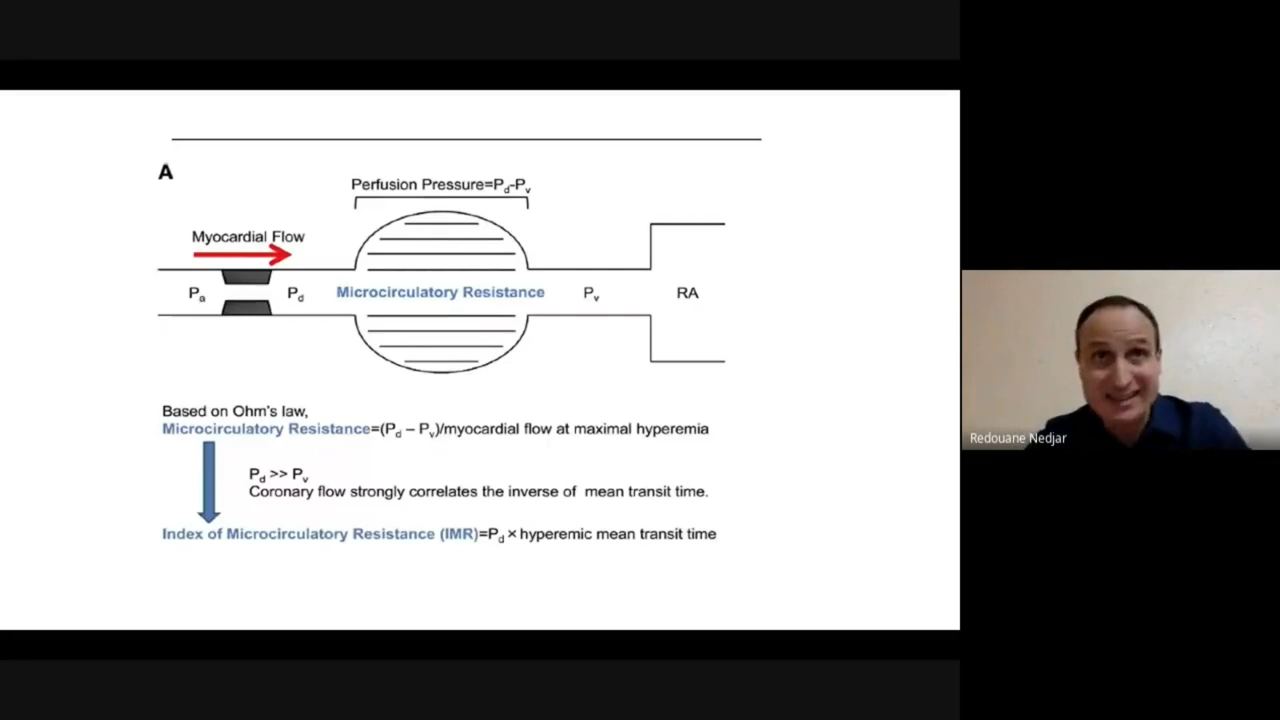 A
Perfusion Pressure=Pd-Pv
Myocardial Flow
Pa
Pd
Microcirculatory Resistance
Pv
RA
Based on Ohm's law,
Microcirculatory Resistance=(Pd – Pv)/myocardial flow at maximal hyperemia
Pd >> Pv
Coronary flow strongly correlates the inverse of mean transit time.
Index of Microcirculatory Resistance (IMR)=Pd × hyperemic mean transit time
Redouane Nedjar